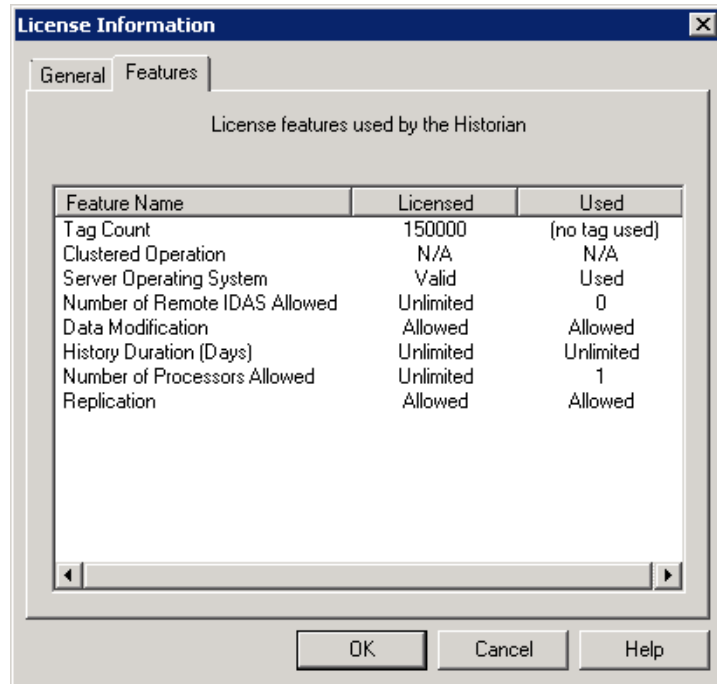 License Information
General Features
License features used by the Historian
Feature Name Licensed Used
Tag Count 150000 (no tag used)
Clustered Operation N/A N/A
Server Operating System Valid Used
Number of Remote IDAS Allowed Unlimited 0
Data Modification Allowed Allowed
History Duration (Days) Unlimited Unlimited
Number of Processors Allowed Unlimited 1
Replication Allowed Allowed
OK Cancel Help